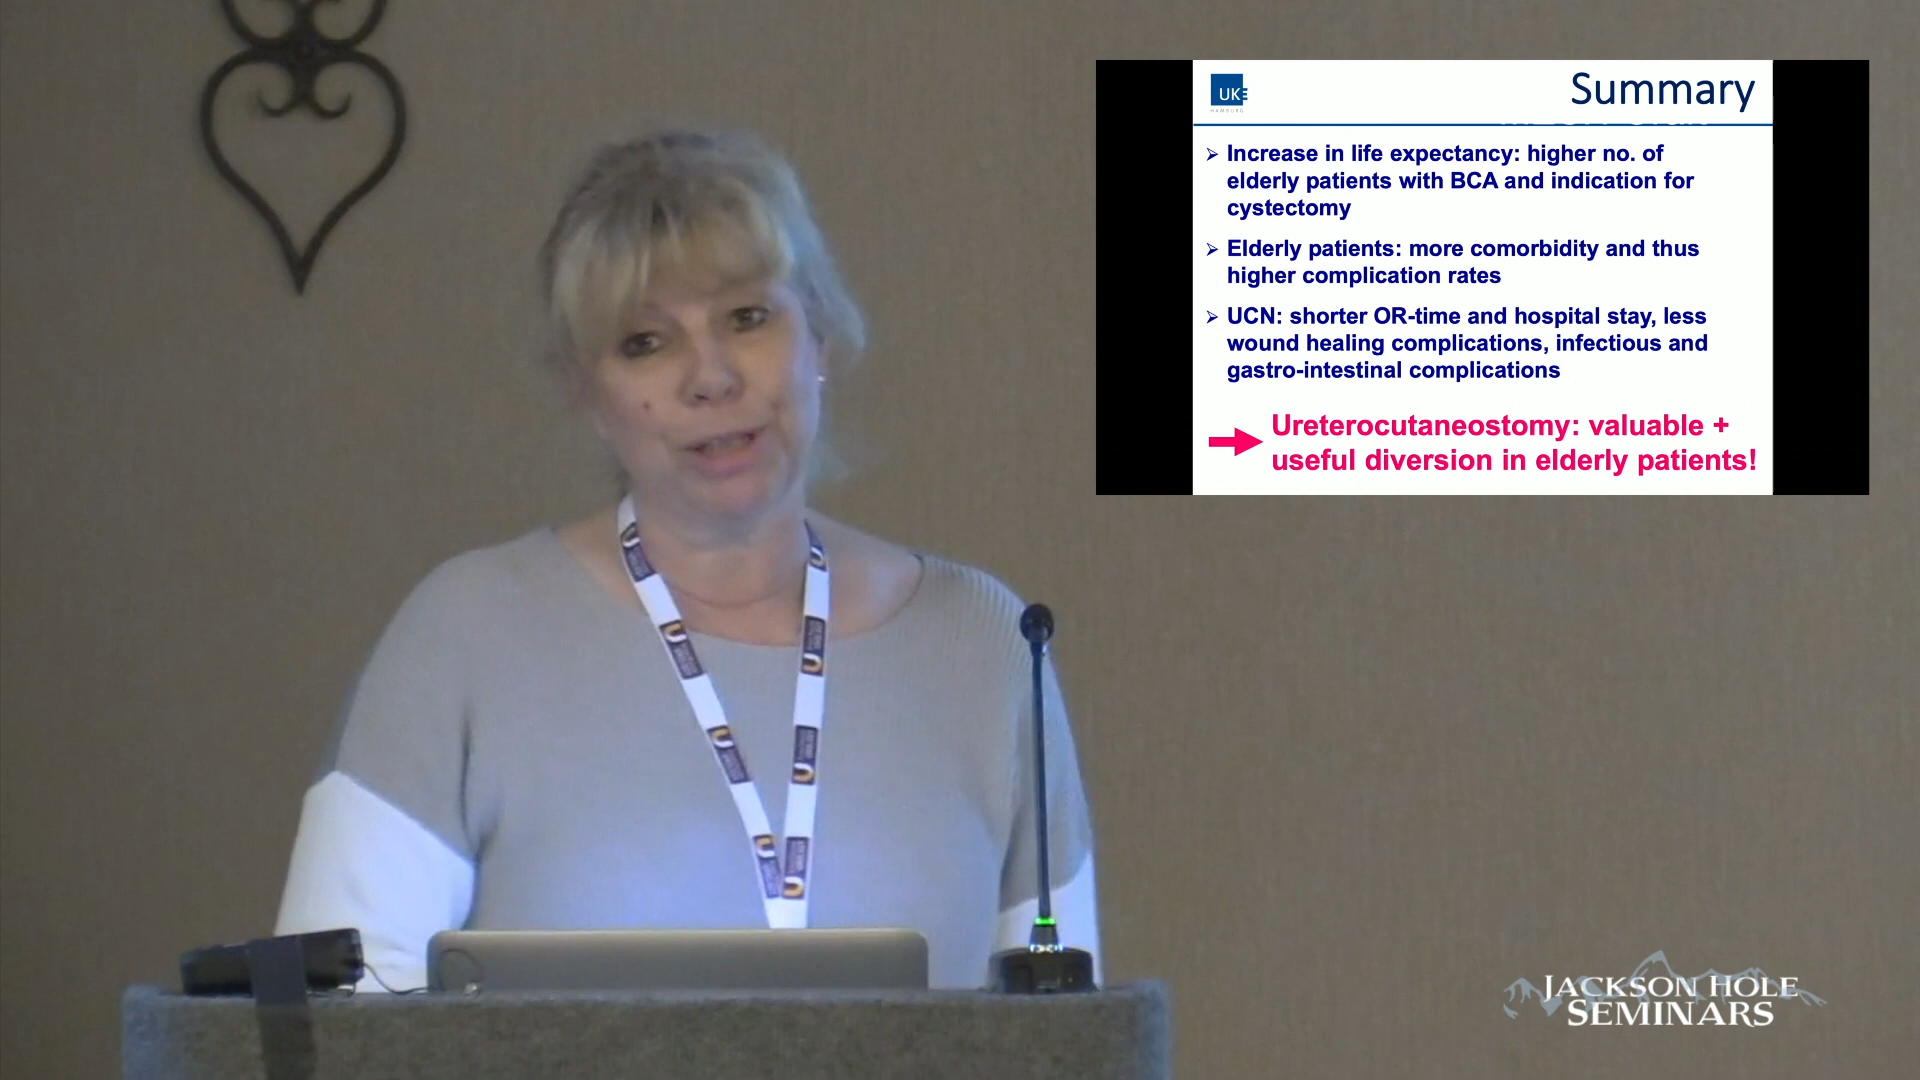 UKE
HAMBURG
Summary
Increase in life expectancy: higher no. of
elderly patients with BCA and indication for
cystectomy
Elderly patients: more comorbidity and thus
higher complication rates
UCN: shorter OR-time and hospital stay, less
wound healing complications, infectious and
gastro-intestinal complications
Ureterocutaneostomy: valuable +
useful diversion in elderly patients!
JACKSON HOLE
SEMINARS